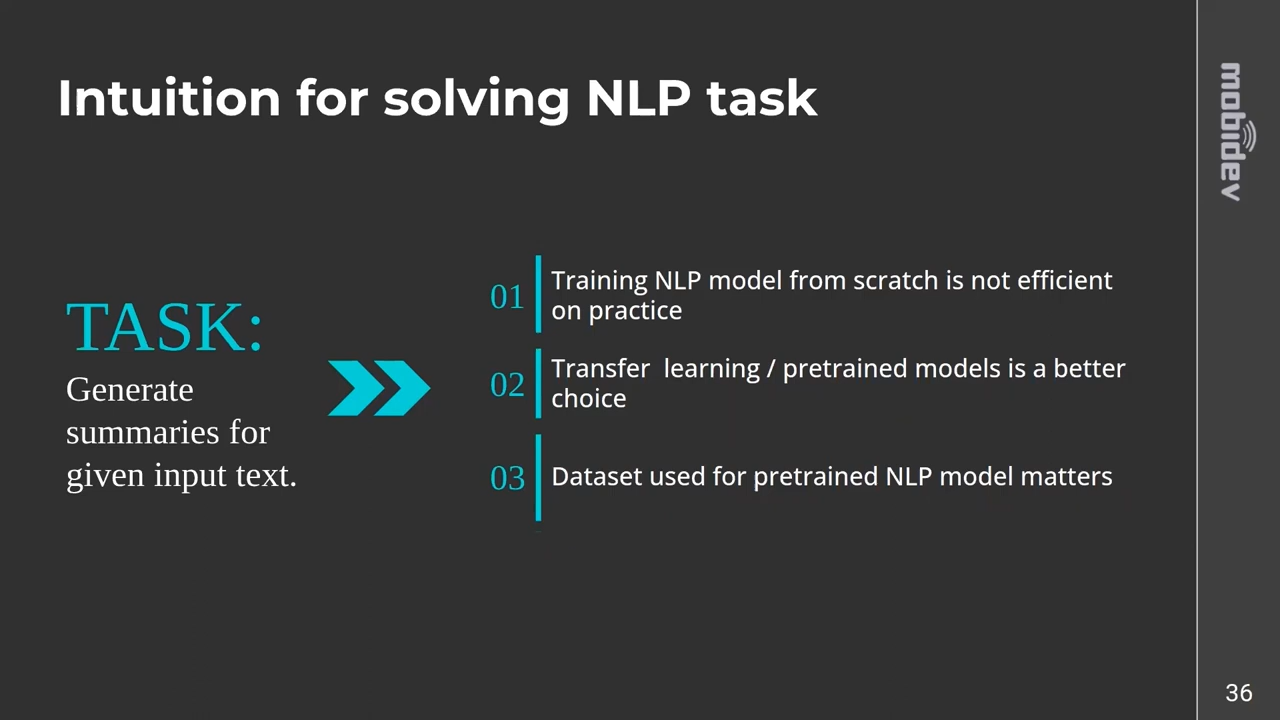 Intuition for solving NLP task
mobidev
TASK:
Generate
summaries for
given input text.
01
Training NLP model from scratch is not efficient
on practice
02
Transfer  learning / pretrained models is a better
choice
03
Dataset used for pretrained NLP model matters
36